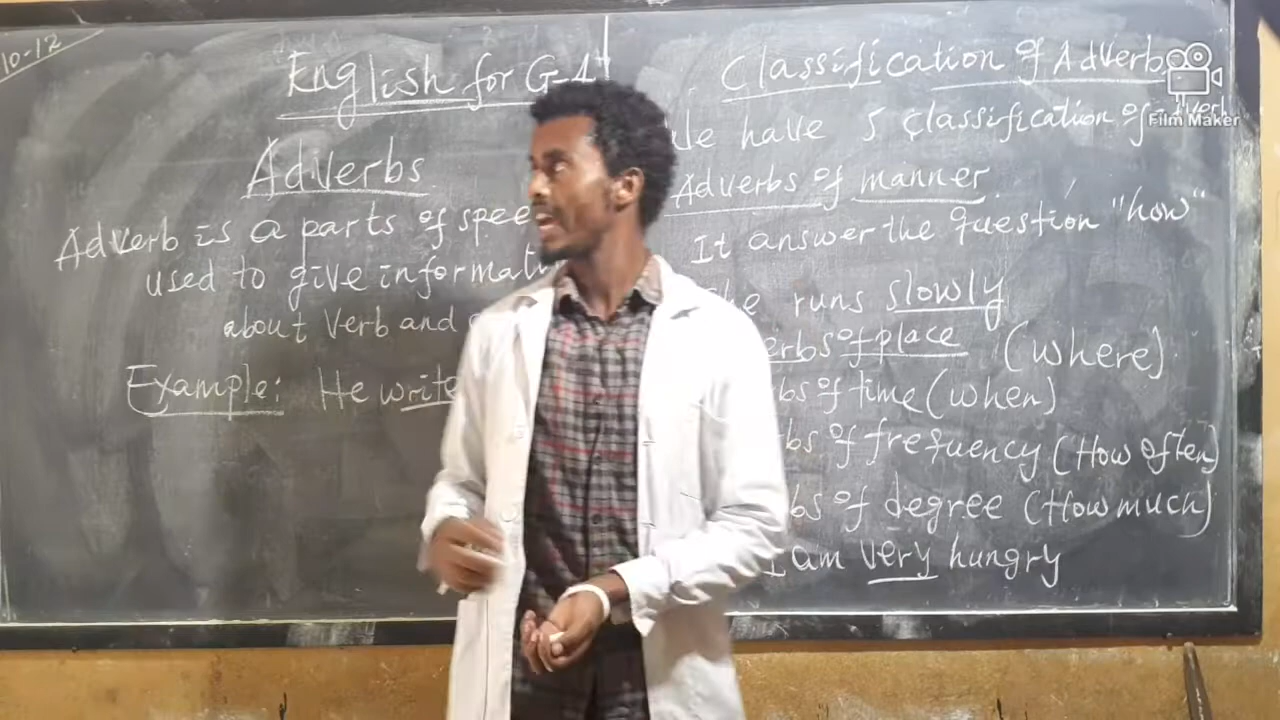 10-12
English for G-
Adverbs
Adverb is a parts of spee
used to give informati
about Verb and
Example: He write
Classification of Adverb
We have 5 classification of
Adverbs of manner
It answer the question "how"
he runs slowly
erbs of place (where)
bs of time (when)
bs of frequency (How often)
bs of degree (How much)
I am very hungry
Film Maker